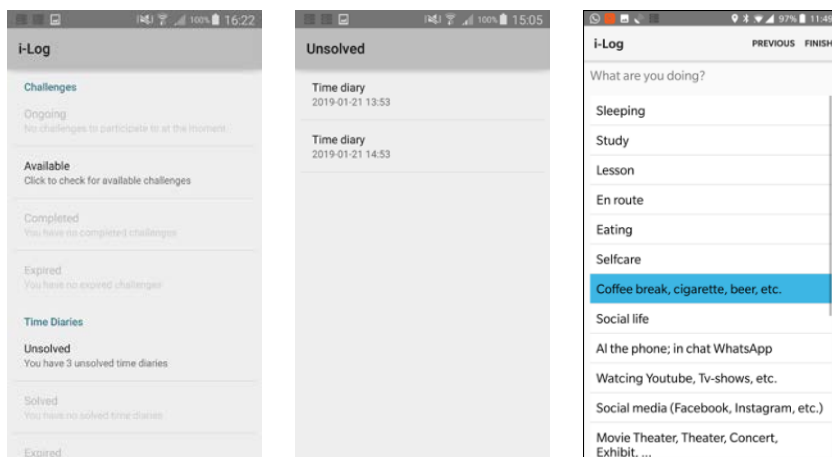 100% 16:22
i-Log
Challenges
Ongoing
No challenges to participate to at the moment
Available
Click to check for available challenges
Completed
You have no completed challenges
Expired
You have no expired challenges
Time Diaries
Unsolved
You have 3 unsolved time diaries
Solved
You have no solved time diaries
Expired
100% 15:05
Unsolved
Time diary
2019-01-21 13:53
Time diary
2019-01-21 14:53
97% 11:49
i-Log PREVIOUS FINISH
What are you doing?
Sleeping
Study
Lesson
En route
Eating
Selfcare
Coffee break, cigarette, beer, etc.
Social life
Al the phone; in chat WhatsApp
Watcing Youtube, Tv-shows, etc.
Social media (Facebook, Instagram, etc.)
Movie Theater, Theater, Concert,
Exhibit, ...